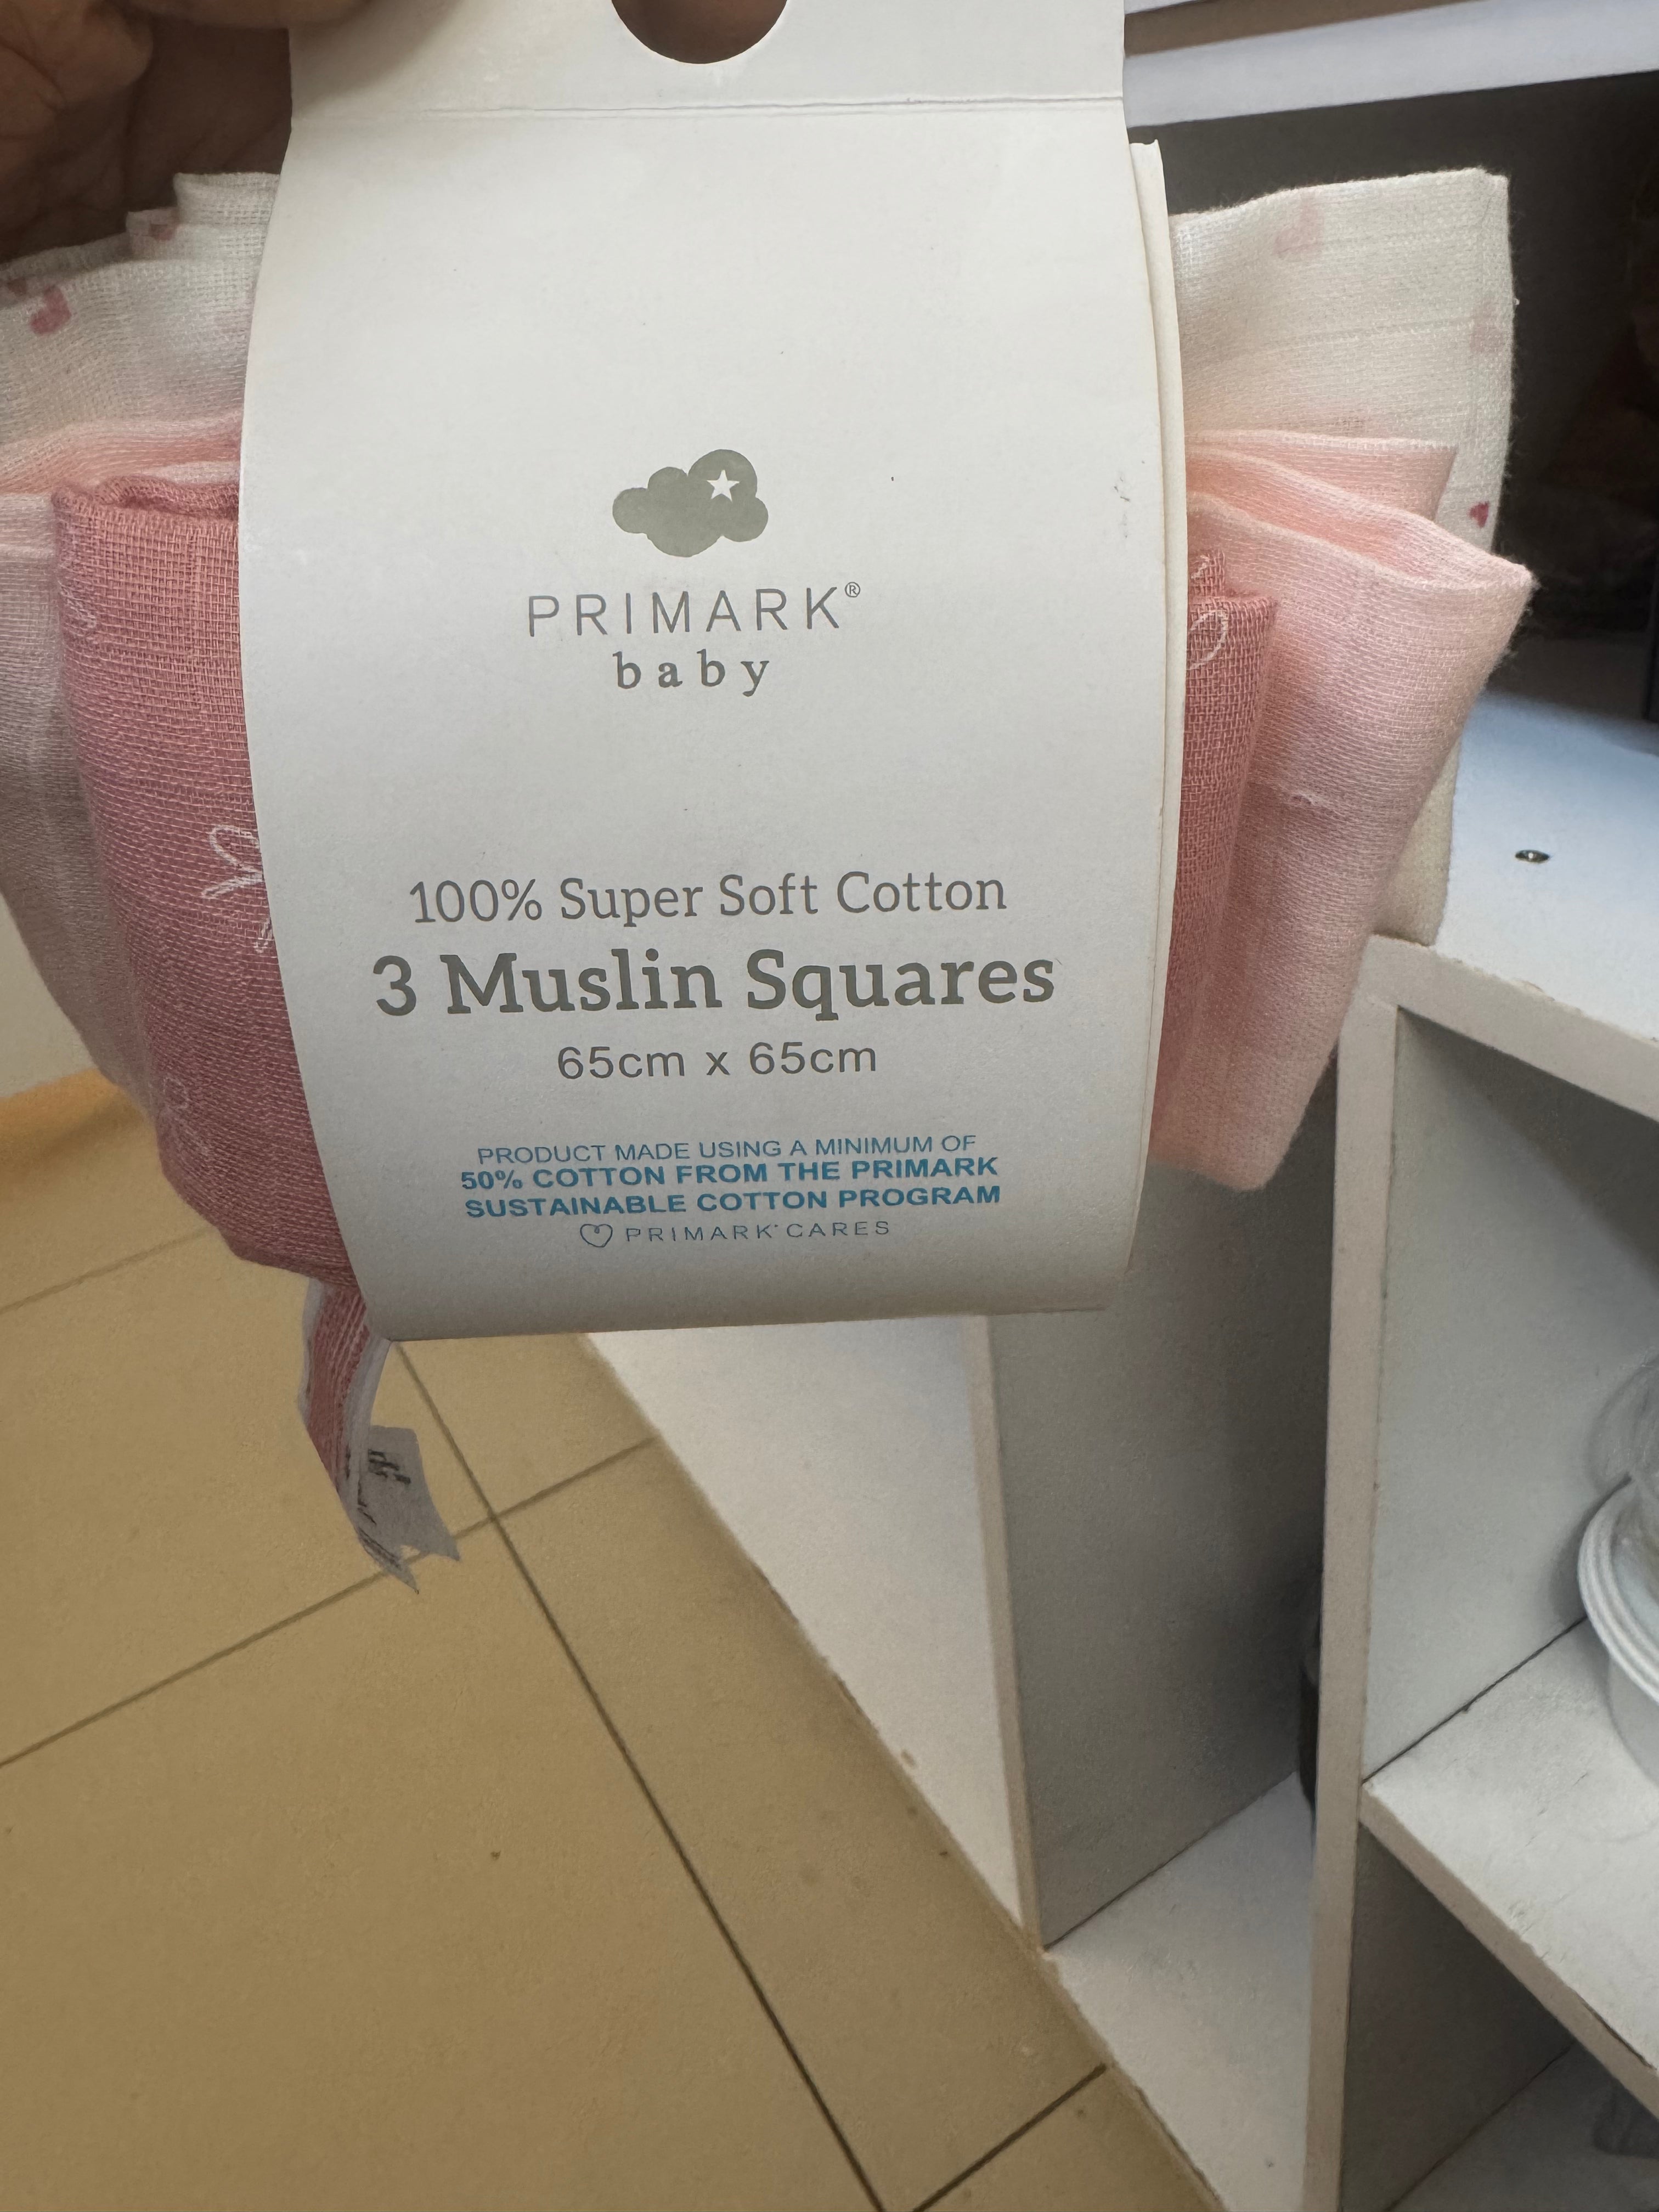 PRIMARK®
baby
100% Super Soft Cotton
3 Muslin Squares
65cm x 65cm
PRODUCT MADE USING A MINIMUM OF
50% COTTON FROM THE PRIMARK
SUSTAINABLE COTTON PROGRAM
PRIMARK® CARES